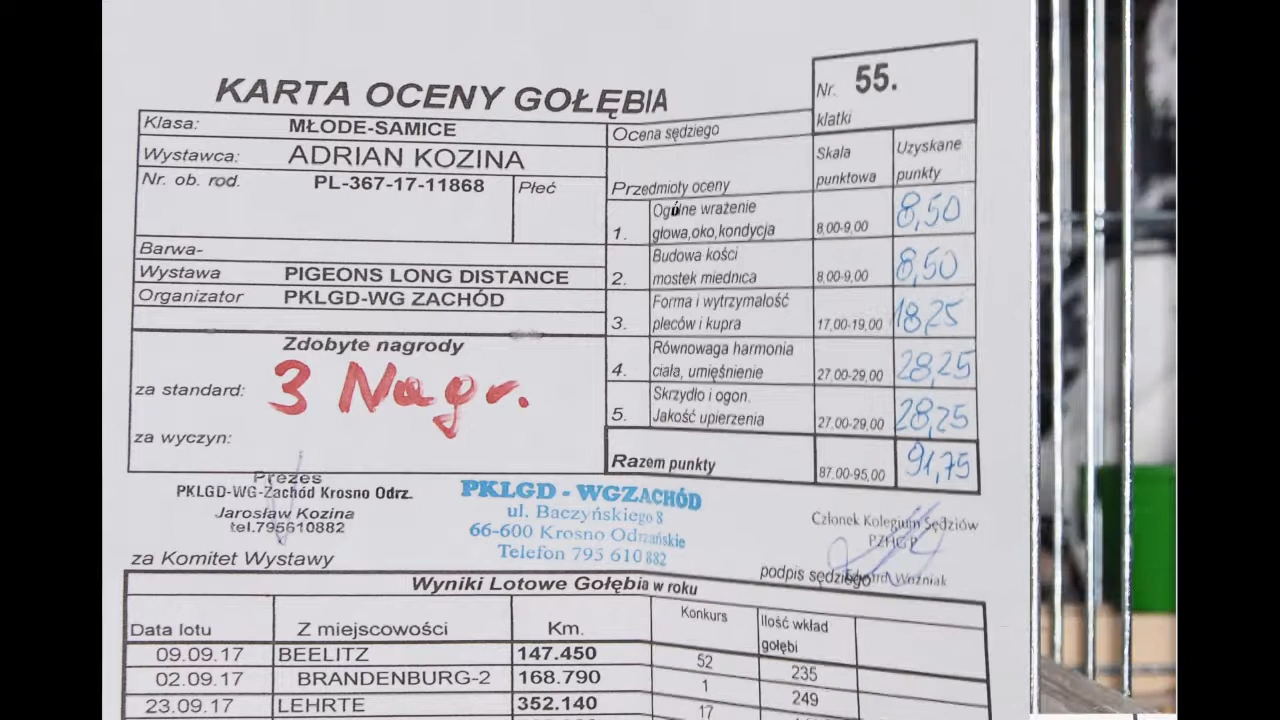 KARTA OCENY GOŁĘBIA
Nr. klatki 55.
Klasa: MŁODE-SAMICE
Wystawca: ADRIAN KOZINA
Nr. ob. rod. PL-367-17-11868 Płeć
Barwa-
Wystawa PIGEONS LONG DISTANCE
Organizator PKLGD-WG ZACHÓD
Zdobyte nagrody
za standard: 3 Nagr.
za wyczyn:
Ocena sędziego
Przedmioty oceny Skala punktowa Uzyskane punkty
1. Ogólne wrażenie
głowa,oko,kondycja 8,00-9,00 8,50
2. Budowa kości
mostek miednica 8,00-9,00 8,50
3. Forma i wytrzymałość
pleców i kupra 17,00-19,00 18,25
4. Równowaga harmonia
ciała, umięśnienie 27,00-29,00 28,25
5. Skrzydło i ogon.
Jakość upierzenia 27,00-29,00 28,25
Razem punkty 87,00-95,00 91,75
Prezes
PKLGD-WG-Zachód Krosno Odrz.
Jarosław Kozina
tel.795610882
za Komitet Wystawy
PKLGD - WGZACHÓD
ul. Baczyńskiego 8
66-600 Krosno Odrzańskie
Telefon 795 610 882
Członek Kolegium Sędziów
PZHGP
Woźniak
podpis sędziego
Wyniki Lotowe Gołębia w roku
Data lotu Z miejscowości Km. Konkurs Ilość wkład gołębi
09.09.17 BEELITZ 147.450 52 235
02.09.17 BRANDENBURG-2 168.790 1 249
23.09.17 LEHRTE 352.140 17